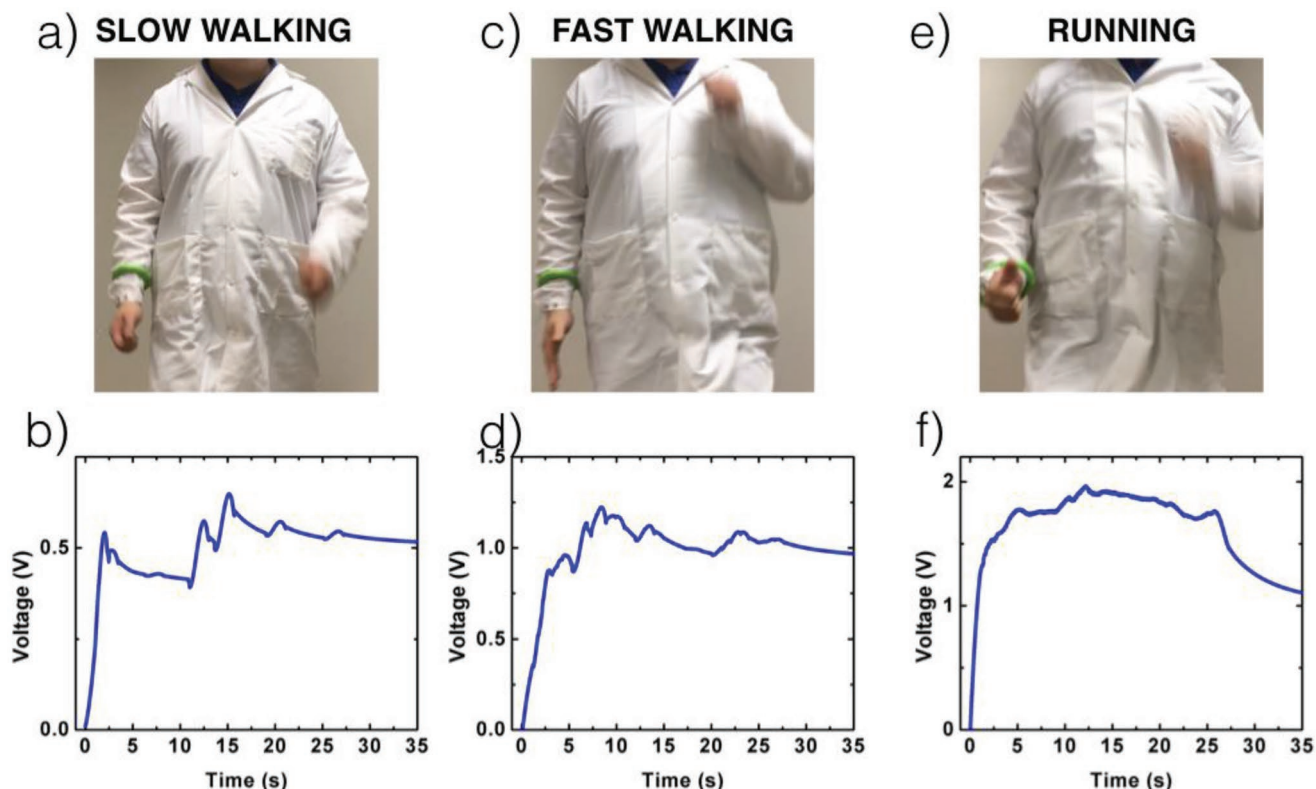 a) SLOW WALKING
c) FAST WALKING
e) RUNNING
b)
0.5
0.0
Voltage (V)
0 5 10 15 20 25 30 35
Time (s)
d)
1.5
1.0
0.5
0.0
Voltage (V)
0 5 10 15 20 25 30 35
Time (s)
f)
2
1
0
Voltage (V)
0 5 10 15 20 25 30 35
Time (s)